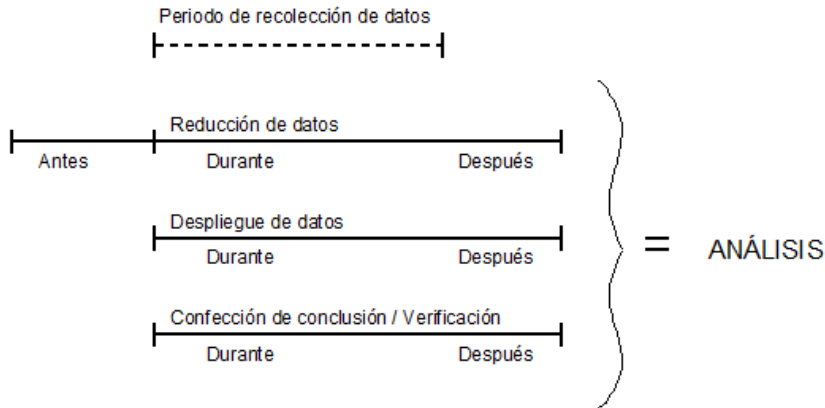 Periodo de recolección de datos
Reducción de datos
Antes Durante Después
Despliegue de datos
Durante Después
= ANÁLISIS
Confección de conclusión / Verificación
Durante Después